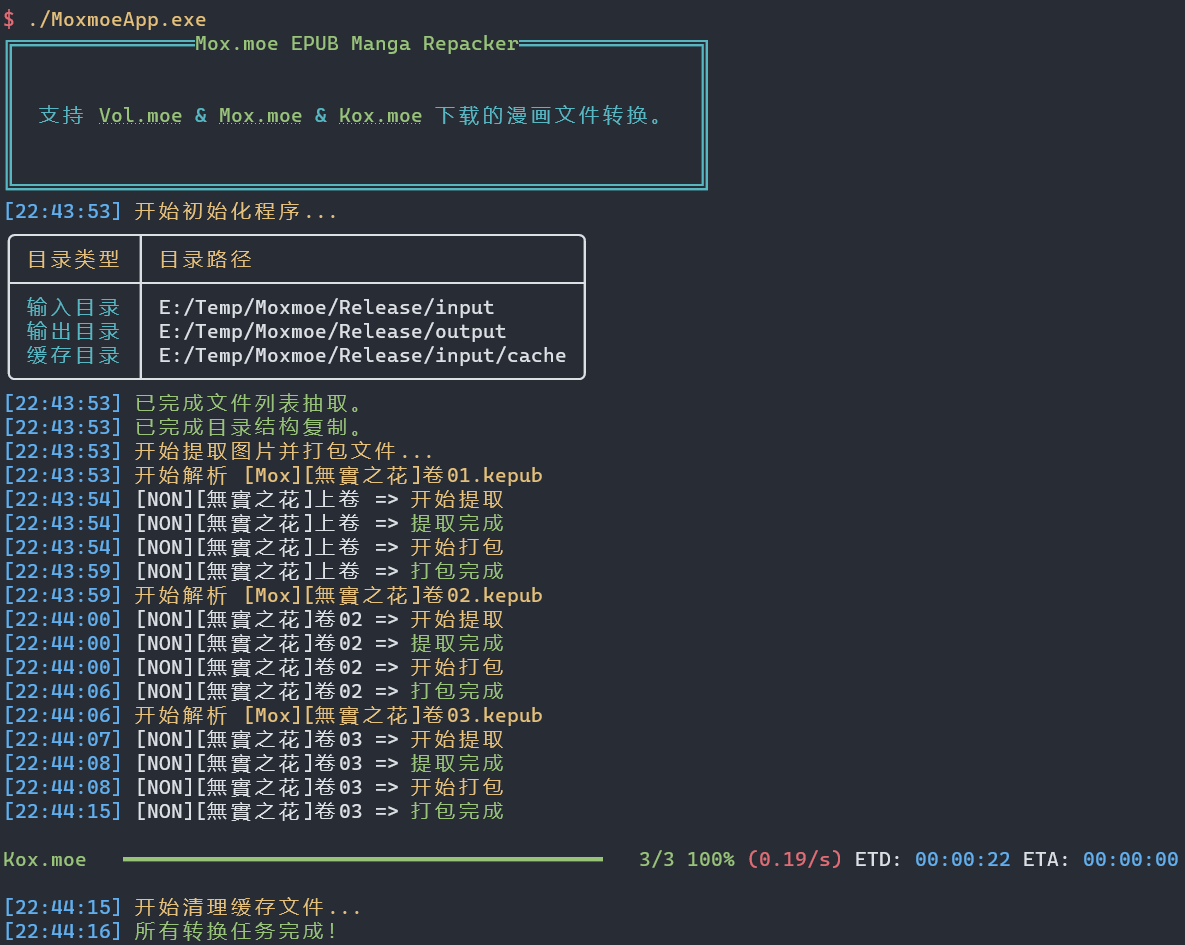 $ ./MoxmoeApp.exe
Mox.moe EPUB Manga Repacker
支持 Vol.moe & Mox.moe & Kox.moe 下载的漫画文件转换。
[22:43:53] 开始初始化程序...
目录类型 目录路径
输入目录 E:/Temp/Moxmoe/Release/input
输出目录 E:/Temp/Moxmoe/Release/output
缓存目录 E:/Temp/Moxmoe/Release/input/cache
[22:43:53] 已完成文件列表抽取。
[22:43:53] 已完成目录结构复制。
[22:43:53] 开始提取图片并打包文件...
[22:43:53] 开始解析 [Mox][無實之花]卷01.kepub
[22:43:54] [NON][無實之花]上卷 => 开始提取
[22:43:54] [NON][無實之花]上卷 => 提取完成
[22:43:54] [NON][無實之花]上卷 => 开始打包
[22:43:59] [NON][無實之花]上卷 => 打包完成
[22:43:59] 开始解析 [Mox][無實之花]卷02.kepub
[22:44:00] [NON][無實之花]卷02 => 开始提取
[22:44:00] [NON][無實之花]卷02 => 提取完成
[22:44:00] [NON][無實之花]卷02 => 开始打包
[22:44:06] [NON][無實之花]卷02 => 打包完成
[22:44:06] 开始解析 [Mox][無實之花]卷03.kepub
[22:44:07] [NON][無實之花]卷03 => 开始提取
[22:44:08] [NON][無實之花]卷03 => 提取完成
[22:44:08] [NON][無實之花]卷03 => 开始打包
[22:44:15] [NON][無實之花]卷03 => 打包完成
Kox.moe 3/3 100% (0.19/s) ETD: 00:00:22 ETA: 00:00:00
[22:44:15] 开始清理缓存文件...
[22:44:16] 所有转换任务完成！